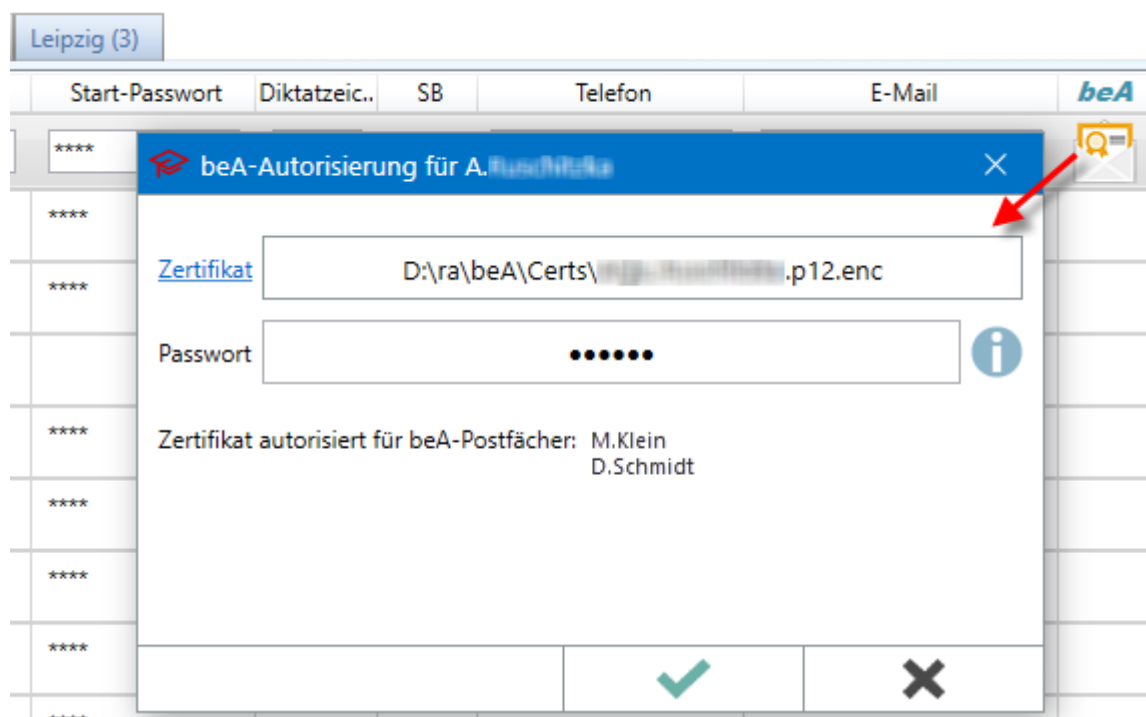 Leipzig (3)
Start-Passwort Diktatzeic.. SB Telefon E-Mail beA
****
beA-Autorisierung für A.
****
Zertifikat D:\ra\beA\Certs\ .p12.enc
****
Passwort ••••••
****
Zertifikat autorisiert für beA-Postfächer: M.Klein
D.Schmidt
****
****
****
****